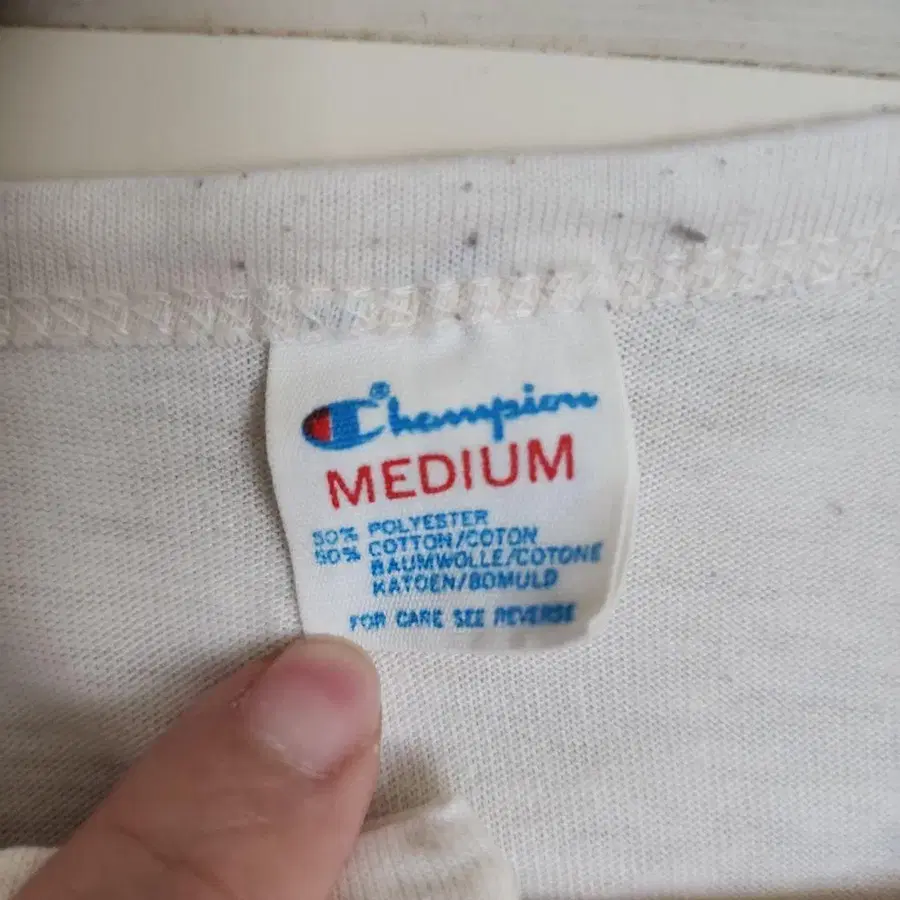 Champion®
MEDIUM
50% POLYESTER
50% COTTON/COTON
BAUMWOLLE/COTONE
KATOEN/BOMULD
FOR CARE SEE REVERSE